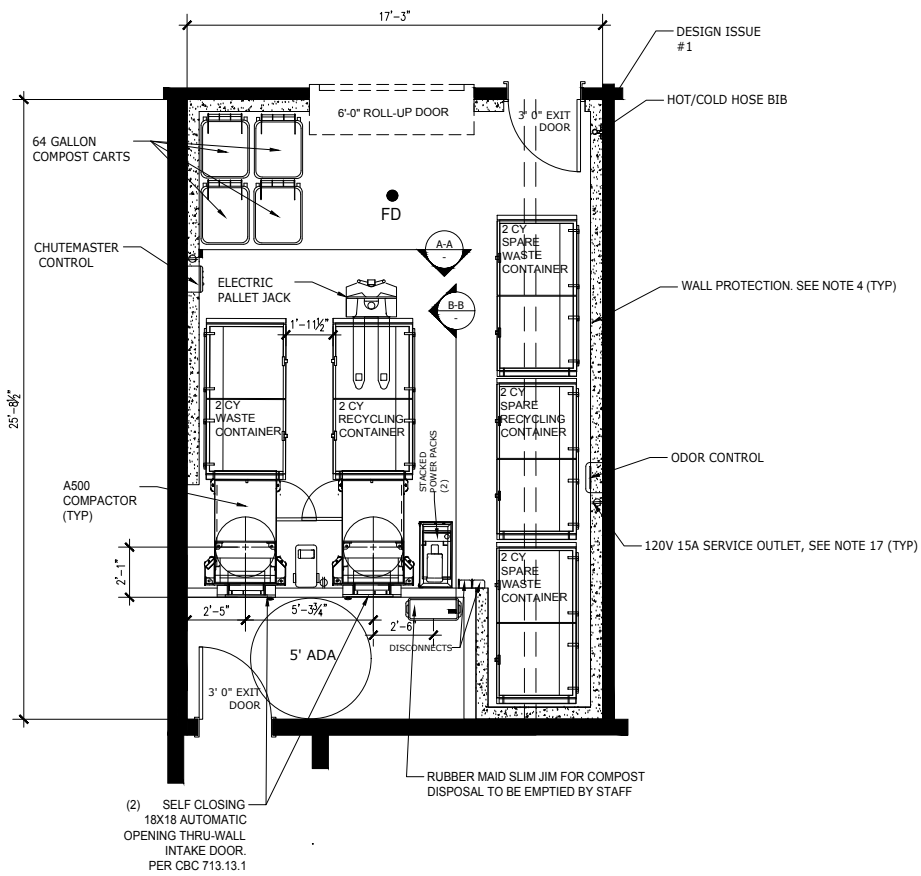 17'-3"
DESIGN ISSUE
#1
HOT/COLD HOSE BIB
6'-0" ROLL-UP DOOR
3' 0" EXIT
DOOR
64 GALLON
COMPOST CARTS
FD
CHUTEMASTER
CONTROL
A-A
-
B-B
-
ELECTRIC
PALLET JACK
1'-11½"
2 CY
SPARE
WASTE
CONTAINER
WALL PROTECTION. SEE NOTE 4 (TYP)
25'-8½"
2 CY
WASTE
CONTAINER
2 CY
RECYCLING
CONTAINER
2 CY
SPARE
RECYCLING
CONTAINER
STACKED
POWER PACKS
(2)
ODOR CONTROL
A500
COMPACTOR
(TYP)
120V 15A SERVICE OUTLET, SEE NOTE 17 (TYP)
2 CY
SPARE
WASTE
CONTAINER
2'-1"
2'-5"
5'-3¾"
2'-6
DISCONNECTS
5' ADA
3' 0" EXIT
DOOR
RUBBER MAID SLIM JIM FOR COMPOST
DISPOSAL TO BE EMPTIED BY STAFF
(2) SELF CLOSING
18X18 AUTOMATIC
OPENING THRU-WALL
INTAKE DOOR.
PER CBC 713.13.1